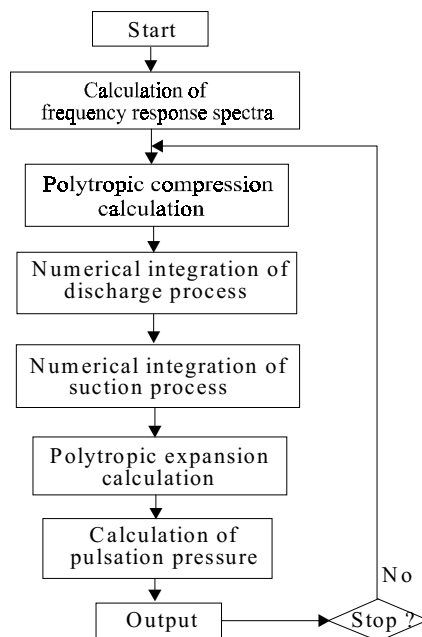 Start
Calculation of
frequency response spectra
Polytropic compression
calculation
Numerical integration of
discharge process
Numerical integration of
suction process
Polytropic expansion
calculation
Calculation of
pulsation pressure
No
Output
Stop ?